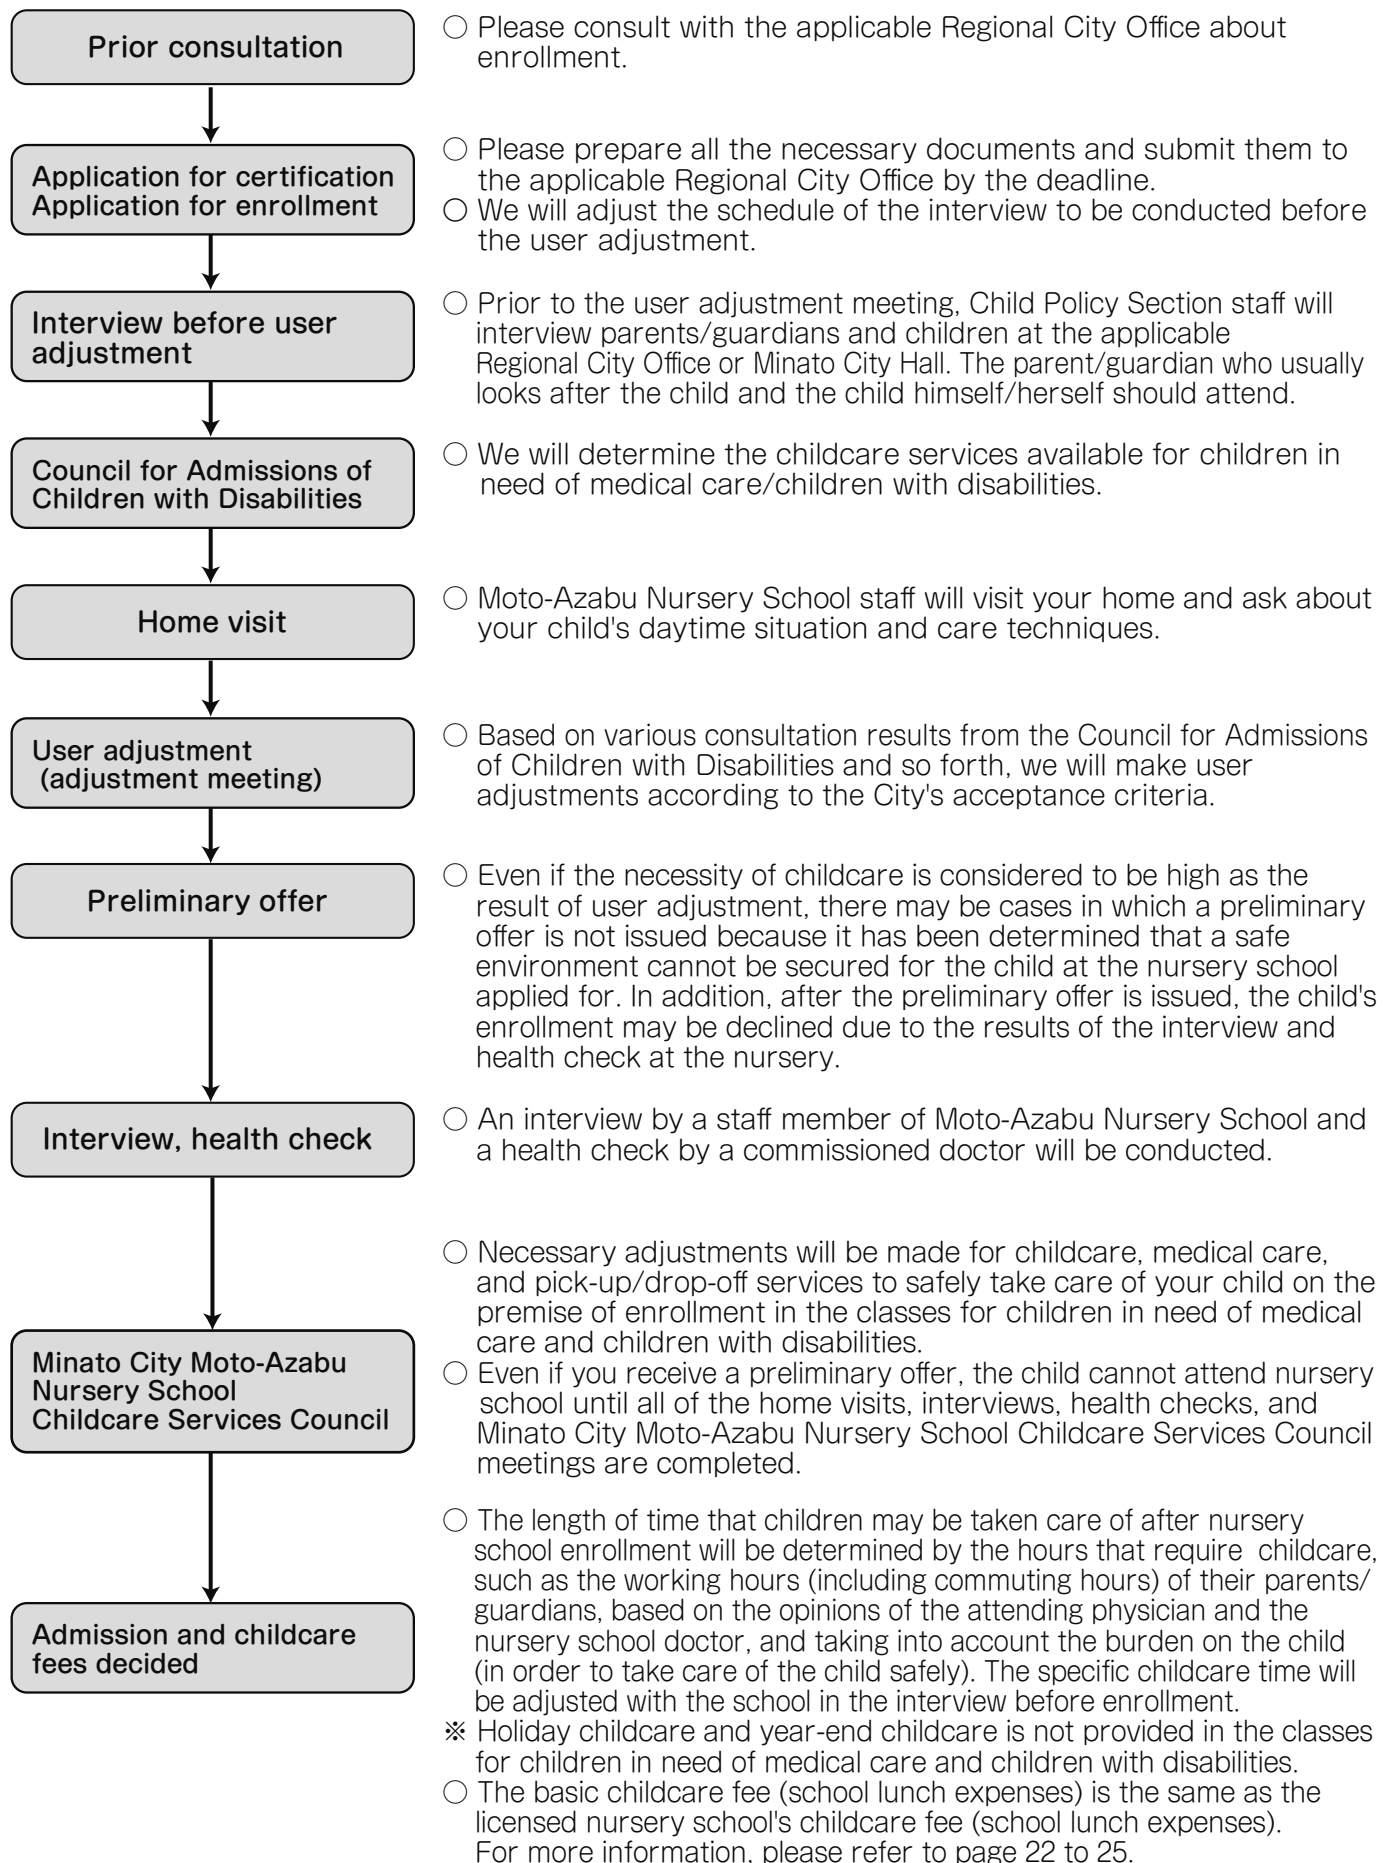 Prior consultation
○ Please consult with the applicable Regional City Office about
enrollment.
Application for certification
Application for enrollment
○ Please prepare all the necessary documents and submit them to
the applicable Regional City Office by the deadline.
○ We will adjust the schedule of the interview to be conducted before
the user adjustment.
Interview before user
adjustment
○ Prior to the user adjustment meeting, Child Policy Section staff will
interview parents/guardians and children at the applicable
Regional City Office or Minato City Hall. The parent/guardian who usually
looks after the child and the child himself/herself should attend.
Council for Admissions of
Children with Disabilities
○ We will determine the childcare services available for children in
need of medical care/children with disabilities.
Home visit
○ Moto-Azabu Nursery School staff will visit your home and ask about
your child's daytime situation and care techniques.
User adjustment
(adjustment meeting)
○ Based on various consultation results from the Council for Admissions
of Children with Disabilities and so forth, we will make user
adjustments according to the City's acceptance criteria.
Preliminary offer
○ Even if the necessity of childcare is considered to be high as the
result of user adjustment, there may be cases in which a preliminary
offer is not issued because it has been determined that a safe
environment cannot be secured for the child at the nursery school
applied for. In addition, after the preliminary offer is issued, the child's
enrollment may be declined due to the results of the interview and
health check at the nursery.
Interview, health check
○ An interview by a staff member of Moto-Azabu Nursery School and
a health check by a commissioned doctor will be conducted.
Minato City Moto-Azabu
Nursery School
Childcare Services Council
○ Necessary adjustments will be made for childcare, medical care,
and pick-up/drop-off services to safely take care of your child on the
premise of enrollment in the classes for children in need of medical
care and children with disabilities.
○ Even if you receive a preliminary offer, the child cannot attend nursery
school until all of the home visits, interviews, health checks, and
Minato City Moto-Azabu Nursery School Childcare Services Council
meetings are completed.
Admission and childcare
fees decided
○ The length of time that children may be taken care of after nursery
school enrollment will be determined by the hours that require childcare,
such as the working hours (including commuting hours) of their parents/
guardians, based on the opinions of the attending physician and the
nursery school doctor, and taking into account the burden on the child
(in order to take care of the child safely). The specific childcare time will
be adjusted with the school in the interview before enrollment.
※ Holiday childcare and year-end childcare is not provided in the classes
for children in need of medical care and children with disabilities.
○ The basic childcare fee (school lunch expenses) is the same as the
licensed nursery school's childcare fee (school lunch expenses).
For more information, please refer to page 22 to 25.